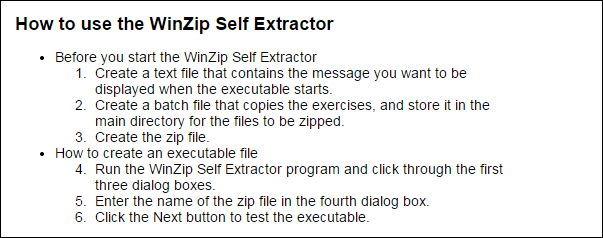 How to use the WinZip Self Extractor
• Before you start the WinZip Self Extractor
1. Create a text file that contains the message you want to be
displayed when the executable starts.
2. Create a batch file that copies the exercises, and store it in the
main directory for the files to be zipped.
3. Create the zip file.
• How to create an executable file
4. Run the WinZip Self Extractor program and click through the first
three dialog boxes.
5. Enter the name of the zip file in the fourth dialog box.
6. Click the Next button to test the executable.